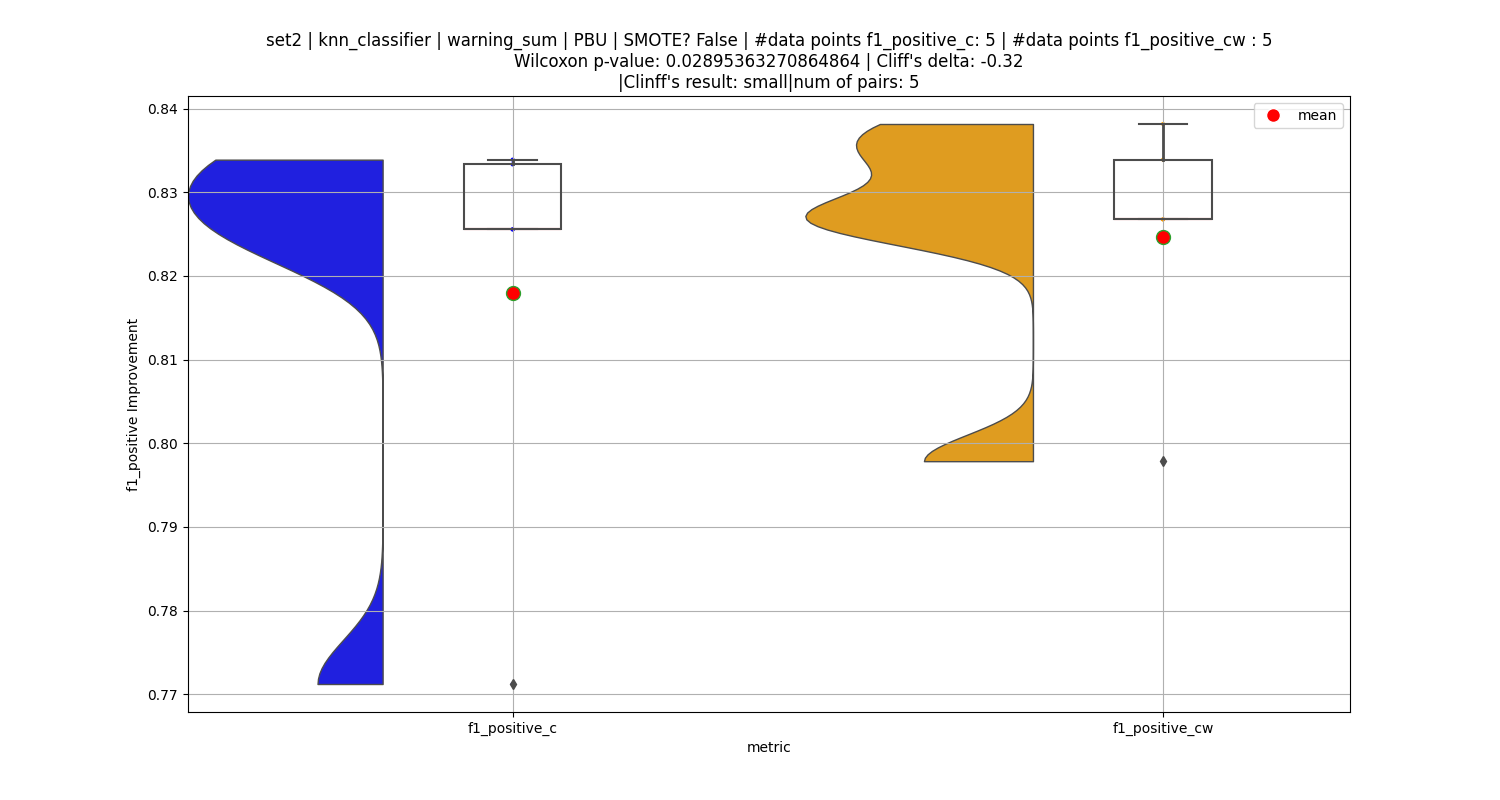 set2 | knn_classifier | warning_sum | PBU | SMOTE? False | #data points f1_positive_c: 5 | #data points f1_positive_cw : 5
Wilcoxon p-value: 0.02895363270864864 | Cliff's delta: -0.32
|Clinff's result: small|num of pairs: 5
mean
0.84
0.83
0.82
0.81
0.80
0.79
0.78
0.77
f1_positive Improvement
f1_positive_c
f1_positive_cw
metric